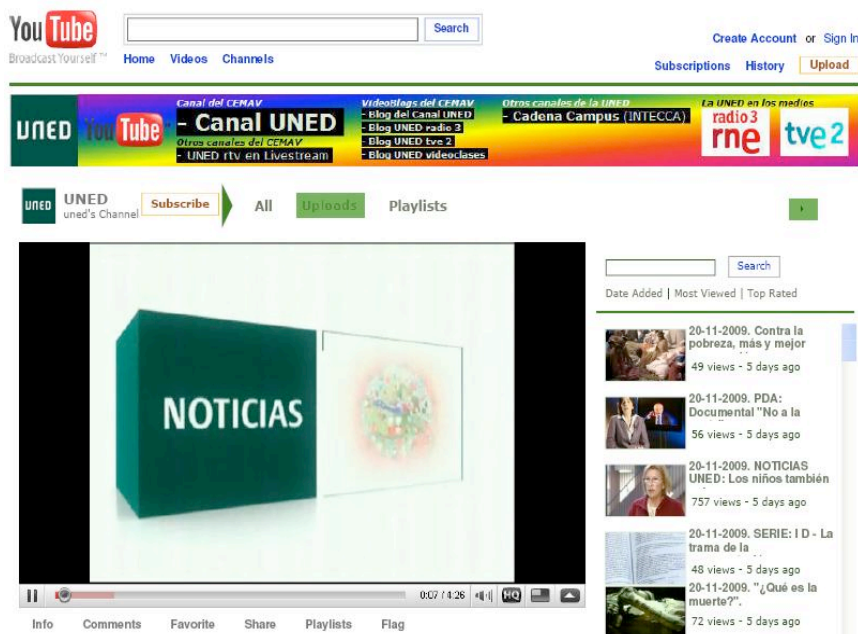 You Tube
Broadcast Yourself ™
Search
Home Videos Channels
Create Account or Sign In
Subscriptions History Upload
UNED
You Tube
Canal del CEMAV
- Canal UNED
Otros canales del CEMAV
- UNED rtv en Livestream
VideoBlogs del CEMAV
- Blog del Canal UNED
- Blog UNED radio 3
- Blog UNED tve 2
- Blog UNED videoclases
Otros canales de la UNED
- Cadena Campus (INTECCA)
La UNED en los medios
radio 3
rne
tve 2
UNED
UNED
uned's Channel
Subscribe
All Uploads Playlists
NOTICIAS
0:07 / 4:26
HQ
Info Comments Favorite Share Playlists Flag
Search
Date Added | Most Viewed | Top Rated
20-11-2009. Contra la
pobreza, más y mejor
49 views - 5 days ago
20-11-2009. PDA:
Documental "No a la
56 views - 5 days ago
20-11-2009. NOTICIAS
UNED: Los niños también
757 views - 5 days ago
20-11-2009. SERIE: I D - La
trama de la
48 views - 5 days ago
20-11-2009. "¿Qué es la
muerte?".
72 views - 5 days ago